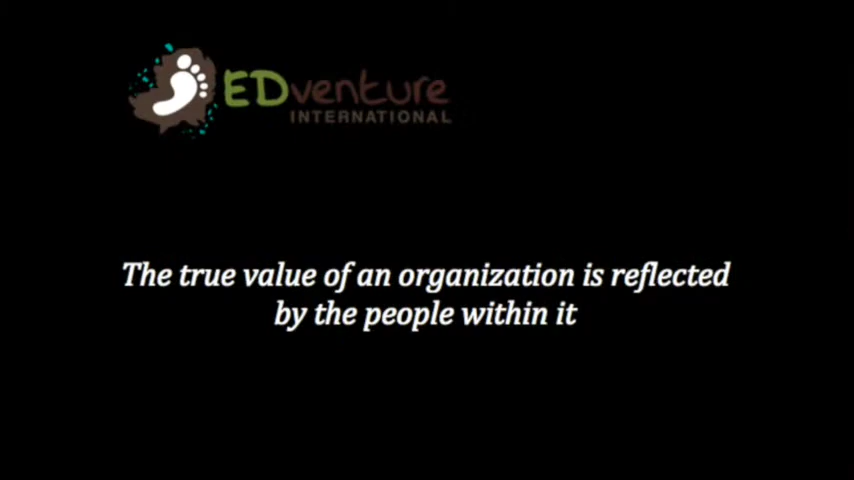 EDventure
INTERNATIONAL
The true value of an organization is reflected
by the people within it